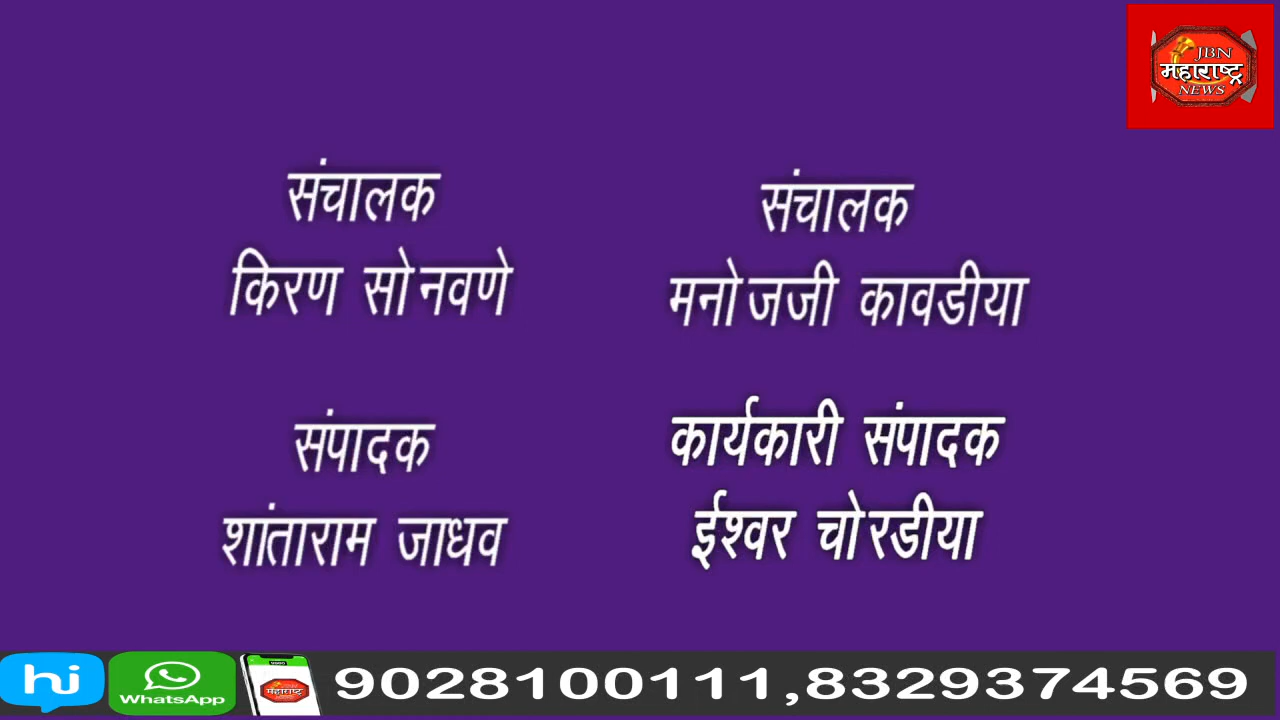 JBN
महाराष्ट्र
NEWS
संचालक
किरण सोनवणे
संचालक
मनोजजी कावडीया
संपादक
शांताराम जाधव
कार्यकारी संपादक
ईश्वर चोरडीया
hi
WhatsApp
महाराष्ट्र
9028100111,8329374569